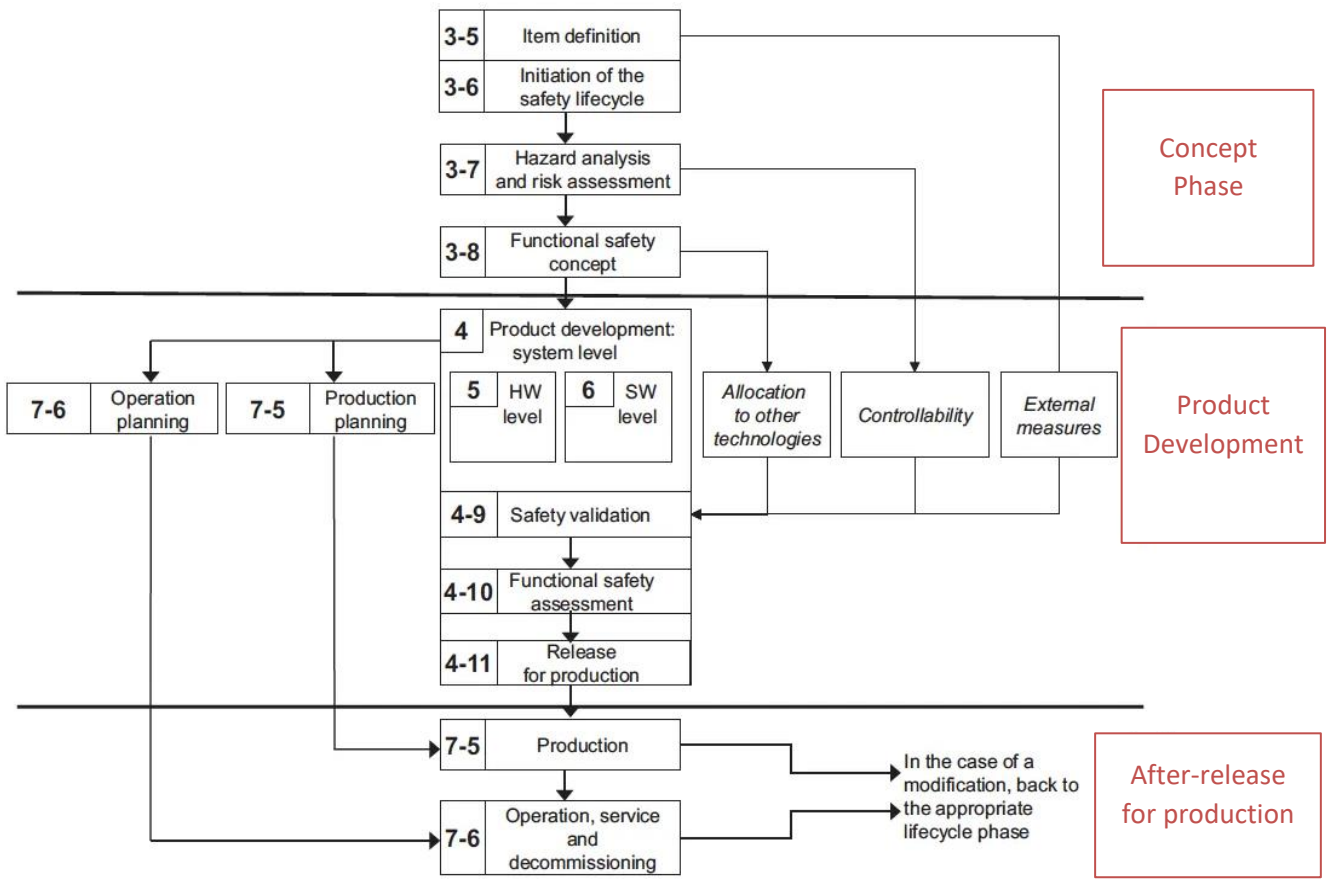 3-5
Item definition
3-6
Initiation of the
safety lifecycle
3-7
Hazard analysis
and risk assessment
3-8
Functional safety
concept
Concept
Phase
4
Product development:
system level
5
HW
level
6
SW
level
7-6
Operation
planning
7-5
Production
planning
Allocation
to other
technologies
Controllability
External
measures
Product
Development
4-9
Safety validation
4-10
Functional safety
assessment
4-11
Release
for production
7-5
Production
7-6
Operation, service
and
decommissioning
In the case of a
modification, back to
the appropriate
lifecycle phase
After-release
for production